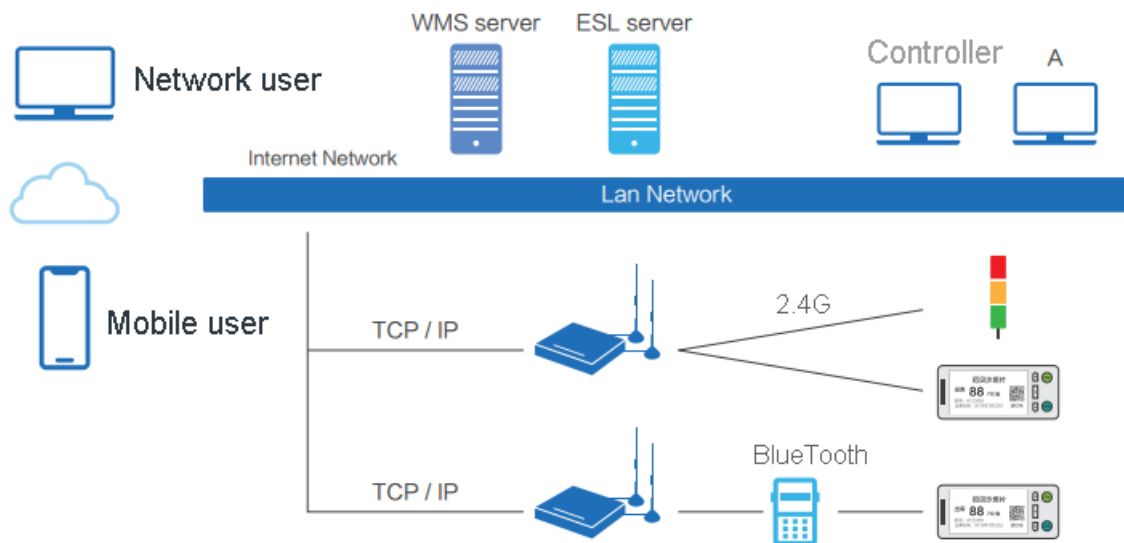 WMS server
ESL server
Controller
A
Network user
Internet Network
Lan Network
Mobile user
TCP / IP
2.4G
88
TCP / IP
BlueTooth
88